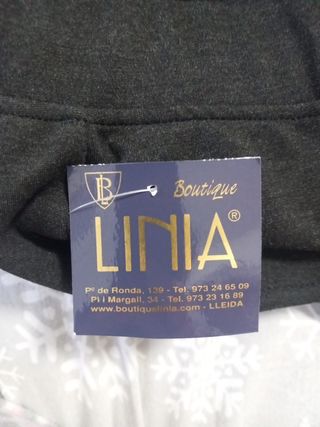 LB
Boutique
LINIA®
Pº de Ronda, 139 - Tel. 973 24 65 09
Pi i Margall, 34 - Tel. 973 23 16 89
www.boutiquelinia.com - LLEIDA